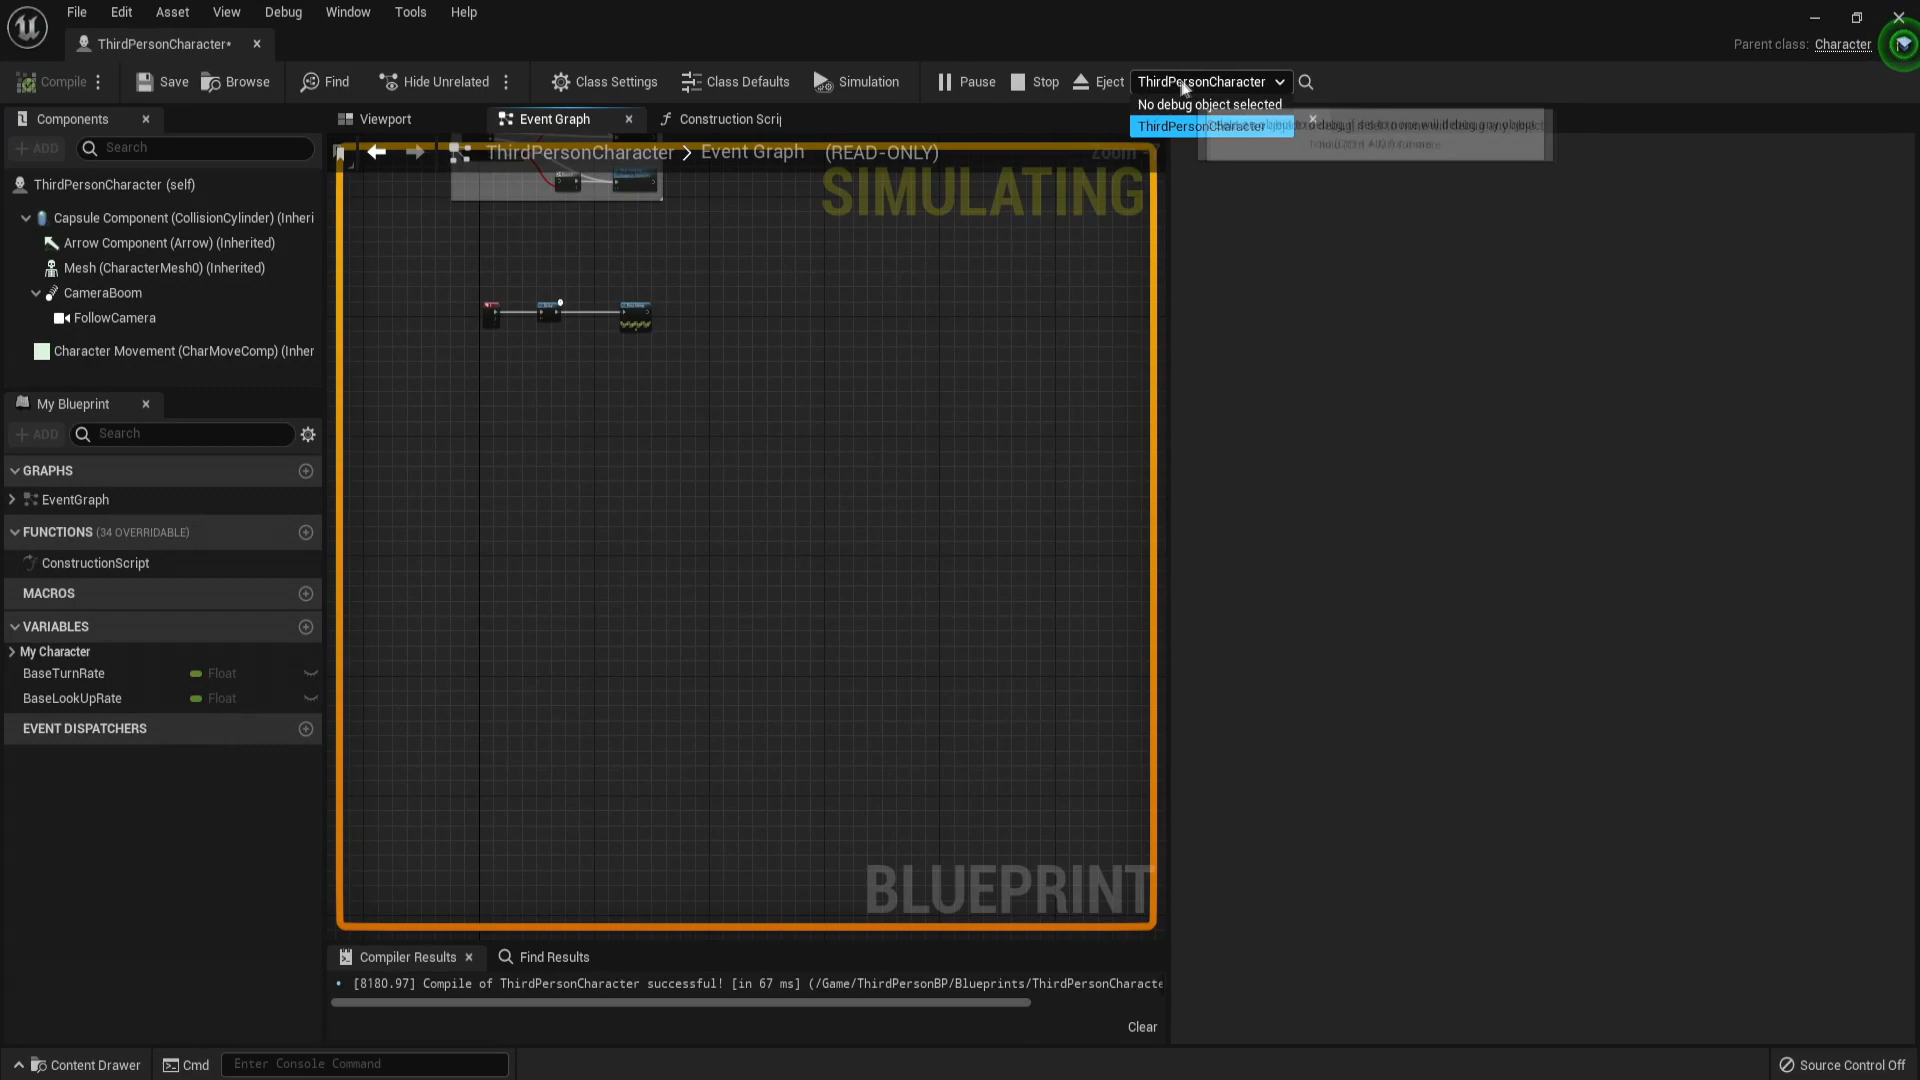 File Edit Asset View Debug Window Tools Help
ThirdPersonCharacter*
Parent class: Character
Compile Save Browse Find Hide Unrelated Class Settings Class Defaults Simulation Pause Stop Eject ThirdPersonCharacter
No debug object selected
ThirdPersonCharacter
Components
ADD Search
ThirdPersonCharacter (self)
Capsule Component (CollisionCylinder) (Inheri
Arrow Component (Arrow) (Inherited)
Mesh (CharacterMesh0) (Inherited)
CameraBoom
FollowCamera
Character Movement (CharMoveComp) (Inher
My Blueprint
ADD Search
GRAPHS
EventGraph
FUNCTIONS (34 OVERRIDABLE)
ConstructionScript
MACROS
VARIABLES
My Character
BaseTurnRate Float
BaseLookUpRate Float
EVENT DISPATCHERS
Viewport Event Graph Construction Scrip
ThirdPersonCharacter > Event Graph (READ-ONLY)
Zoom
SIMULATING
BLUEPRINT
Compiler Results Find Results
[8180.97] Compile of ThirdPersonCharacter successful! [in 67 ms] (/Game/ThirdPersonBP/Blueprints/ThirdPersonCharacte
Clear
Content Drawer Cmd Enter Console Command Source Control Off